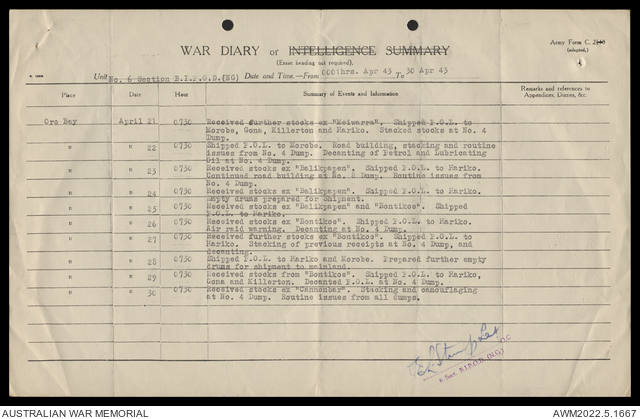 WAR DIARY or INTELLIGENCE SUMMARY
(Erase heading not required).
Army Form C. 2118
(adapted.)
Unit No. 6 Section B.I.P.O.D.(NG) Date and Time.—From 0001hrs. Apr 43 To 30 Apr 43
Place Date Hour Summary of Events and Information Remarks and references to Appendices, Diaries, &c.
Oro Bay April 21 0730 Received further stocks ex "Meiwarra". Shipped P.O.L. to
Morobe, Gona, Killerton and Hariko. Stacked stocks at No. 4
Dump.
" 22 0730 Shipped P.O.L. to Morobe. Road building, stacking and routine
issues from No. 4 Dump. Decanting of Petrol and Lubricating
Oil at No. 4 Dump.
" 23 0730 Received stocks ex "Balikpapen". Shipped P.O.L. to Hariko.
Continued road building at No. 4 Dump. Routine issues from
No. 4 Dump.
" 24 0730 Received stocks ex "Balikpapen". Shipped P.O.L. to Hariko.
Empty drums prepared for shipment.
" 25 0730 Received stocks ex "Balikpapen" and "Bontikoe". Shipped
P.O.L. to Hariko.
" 26 0730 Received stocks ex "Bontikoe". Shipped P.O.L. to Hariko.
Air raid warning. Decanting at No. 4 Dump.
" 27 0730 Received further stocks ex "Bontikoe". Shipped P.O.L. to
Hariko. Stacking of previous receipts at No. 4 Dump, and
decanting.
" 28 0730 Shipped P.O.L. to Hariko and Morobe. Prepared further empty
drums for shipment to mainland.
" 29 0730 Received stocks from "Bontikoe". Shipped P.O.L. to Hariko,
Gona and Killerton. Decanted P.O.L. at No. 4 Dump.
" 30 0730 Received stocks ex "Cannonbar". Stacking and camouflaging
at No. 4 Dump. Routine issues from all dumps.
O.C
6 Sect. B.I.P.O.D. (N.G)
AUSTRALIAN WAR MEMORIAL AWM2022.5.1667